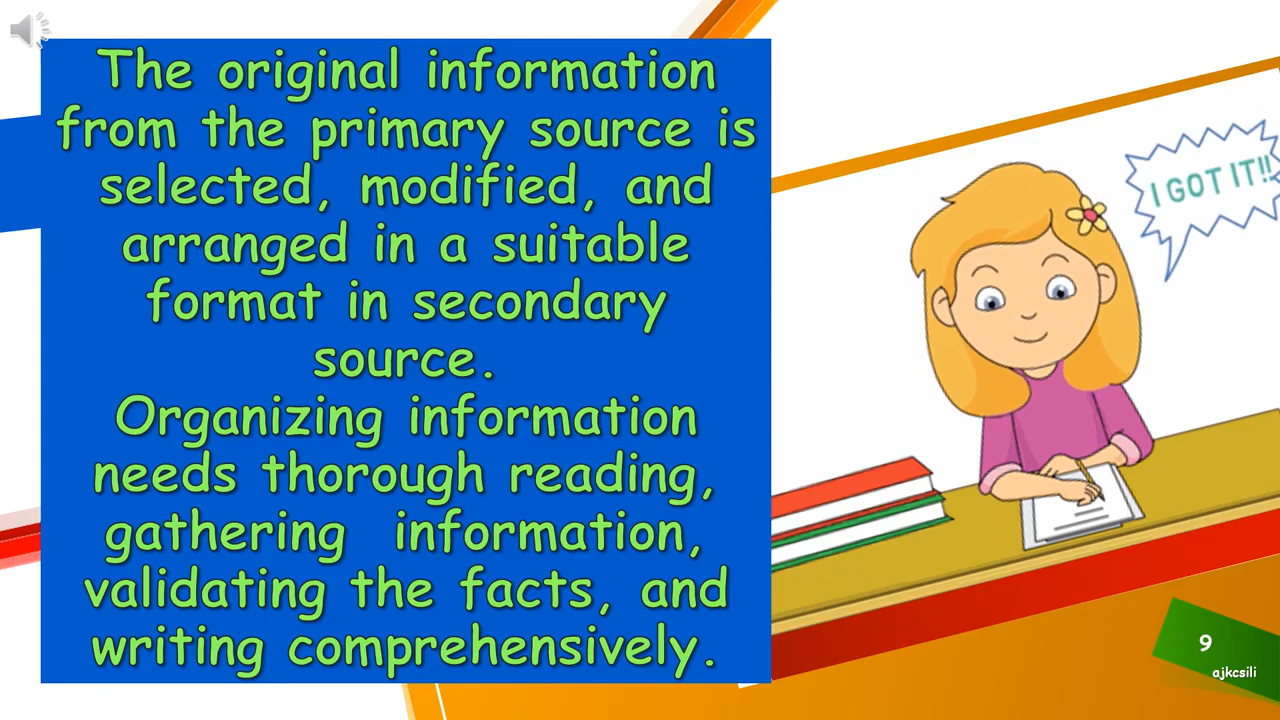 The original information
from the primary source is
selected, modified, and
arranged in a suitable
format in secondary
source.
Organizing information
needs thorough reading,
gathering information,
validating the facts, and
writing comprehensively.
I GOT IT!!
9
ajkcsili